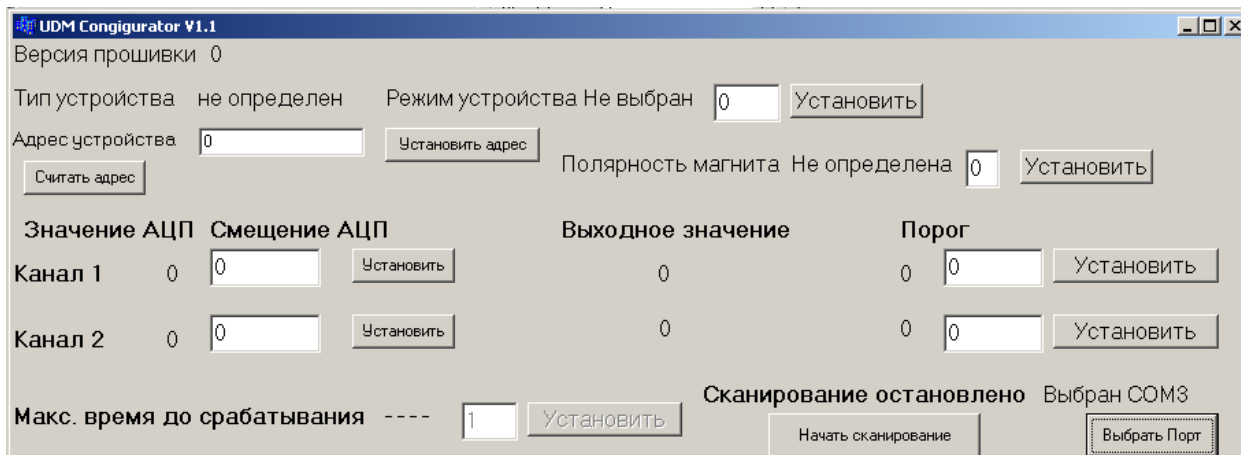 UDM Congigurator V1.1
Версия прошивки 0
Тип устройства не определен Режим устройства Не выбран 0 Установить
Адрес устройства 0 Установить адрес
Полярность магнита Не определена 0 Установить
Считать адрес
Значение АЦП Смещение АЦП Выходное значение Порог
Канал 1 0 0 Установить 0 0 0 Установить
Канал 2 0 0 Установить 0 0 0 Установить
Сканирование остановлено Выбран COM3
Макс. время до срабатывания ---- 1 Установить
Начать сканирование Выбрать Порт